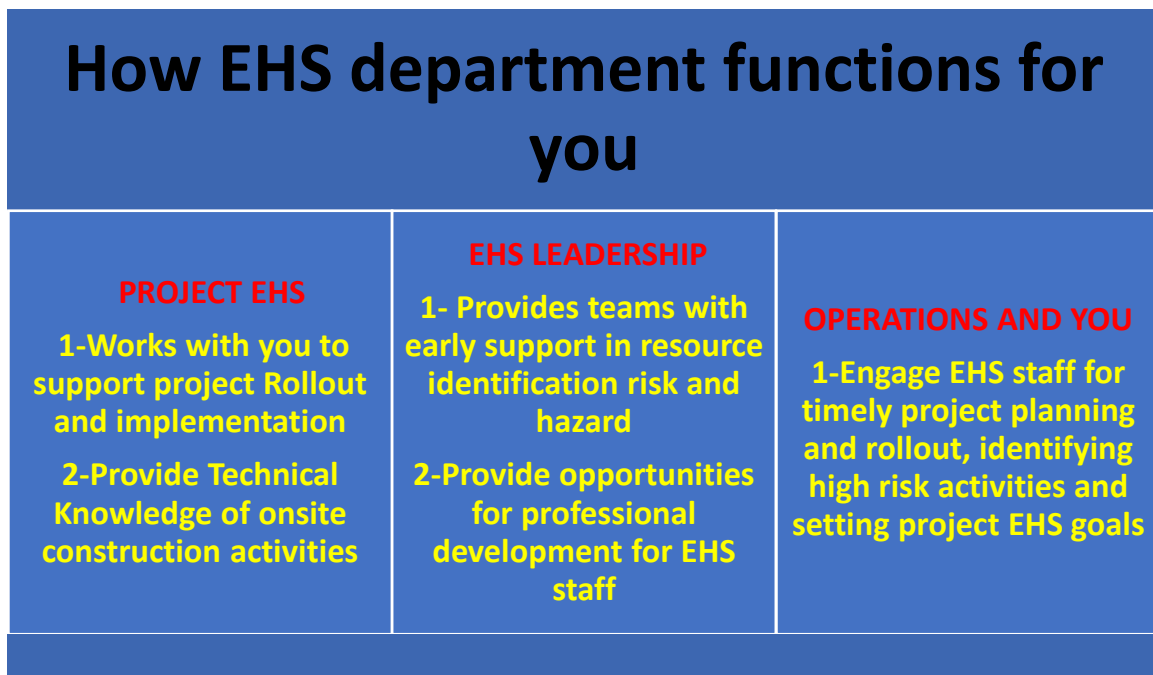 How EHS department functions for
you
PROJECT EHS
1-Works with you to
support project Rollout
and implementation
2-Provide Technical
Knowledge of onsite
construction activities
EHS LEADERSHIP
1- Provides teams with
early support in resource
identification risk and
hazard
2-Provide opportunities
for professional
development for EHS
staff
OPERATIONS AND YOU
1-Engage EHS staff for
timely project planning
and rollout, identifying
high risk activities and
setting project EHS goals